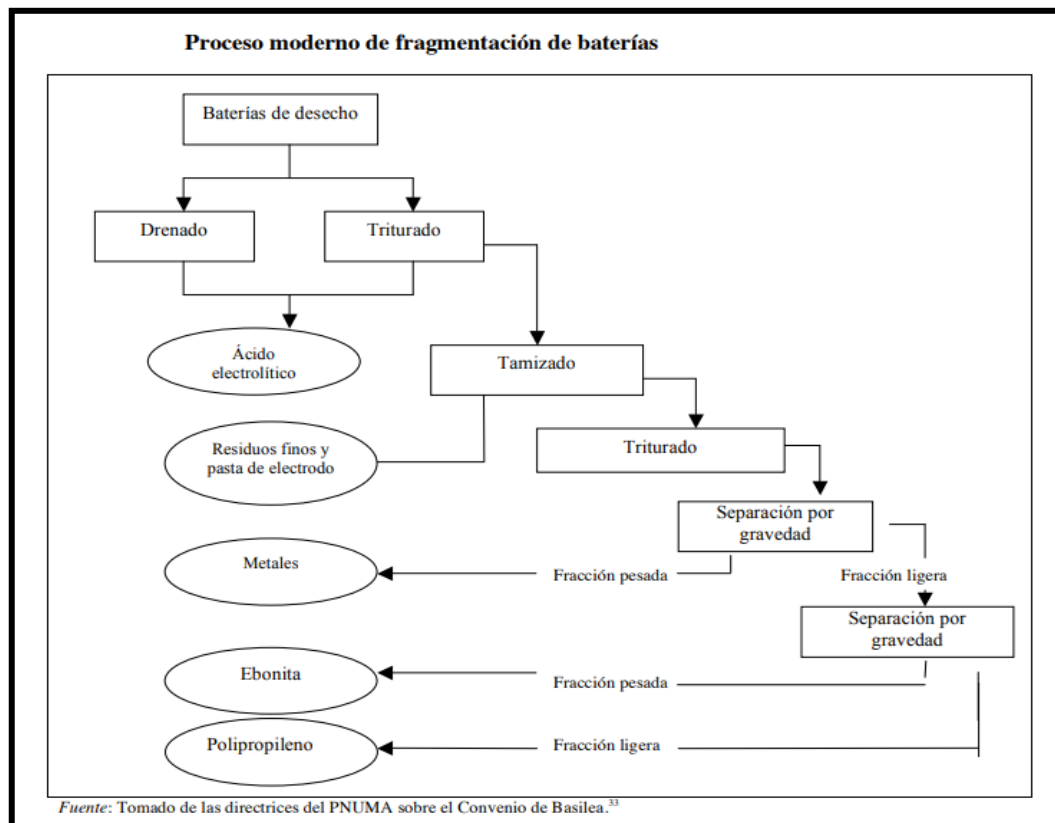 Proceso moderno de fragmentación de baterías
Baterías de desecho
Drenado
Triturado
Ácido
electrolítico
Tamizado
Residuos finos y
pasta de electrodo
Triturado
Separación por
gravedad
Metales
Fracción pesada
Fracción ligera
Separación por
gravedad
Ebonita
Fracción pesada
Polipropileno
Fracción ligera
Fuente: Tomado de las directrices del PNUMA sobre el Convenio de Basilea.³³